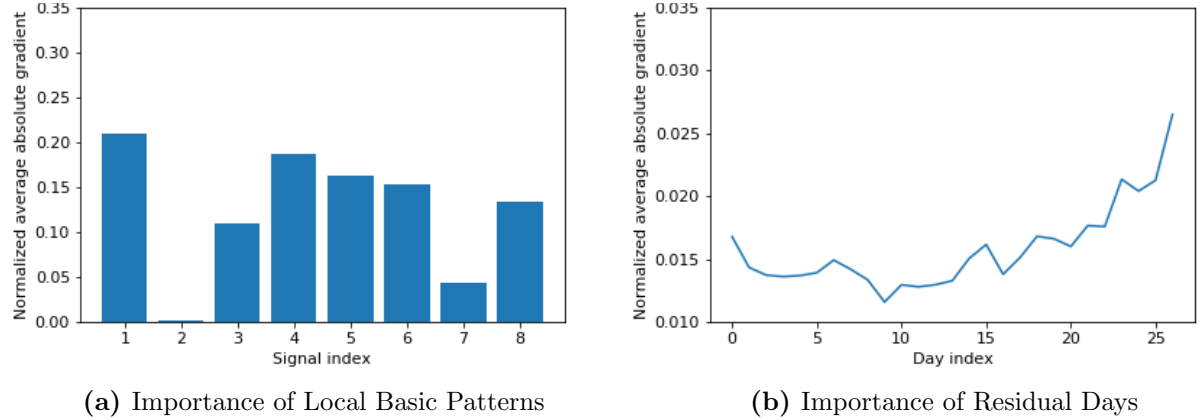 Normalized average absolute gradient
0.35
0.30
0.25
0.20
0.15
0.10
0.05
0.00
1 2 3 4 5 6 7 8
Signal index
(a) Importance of Local Basic Patterns
Normalized average absolute gradient
0.035
0.030
0.025
0.020
0.015
0.010
0 5 10 15 20 25
Day index
(b) Importance of Residual Days